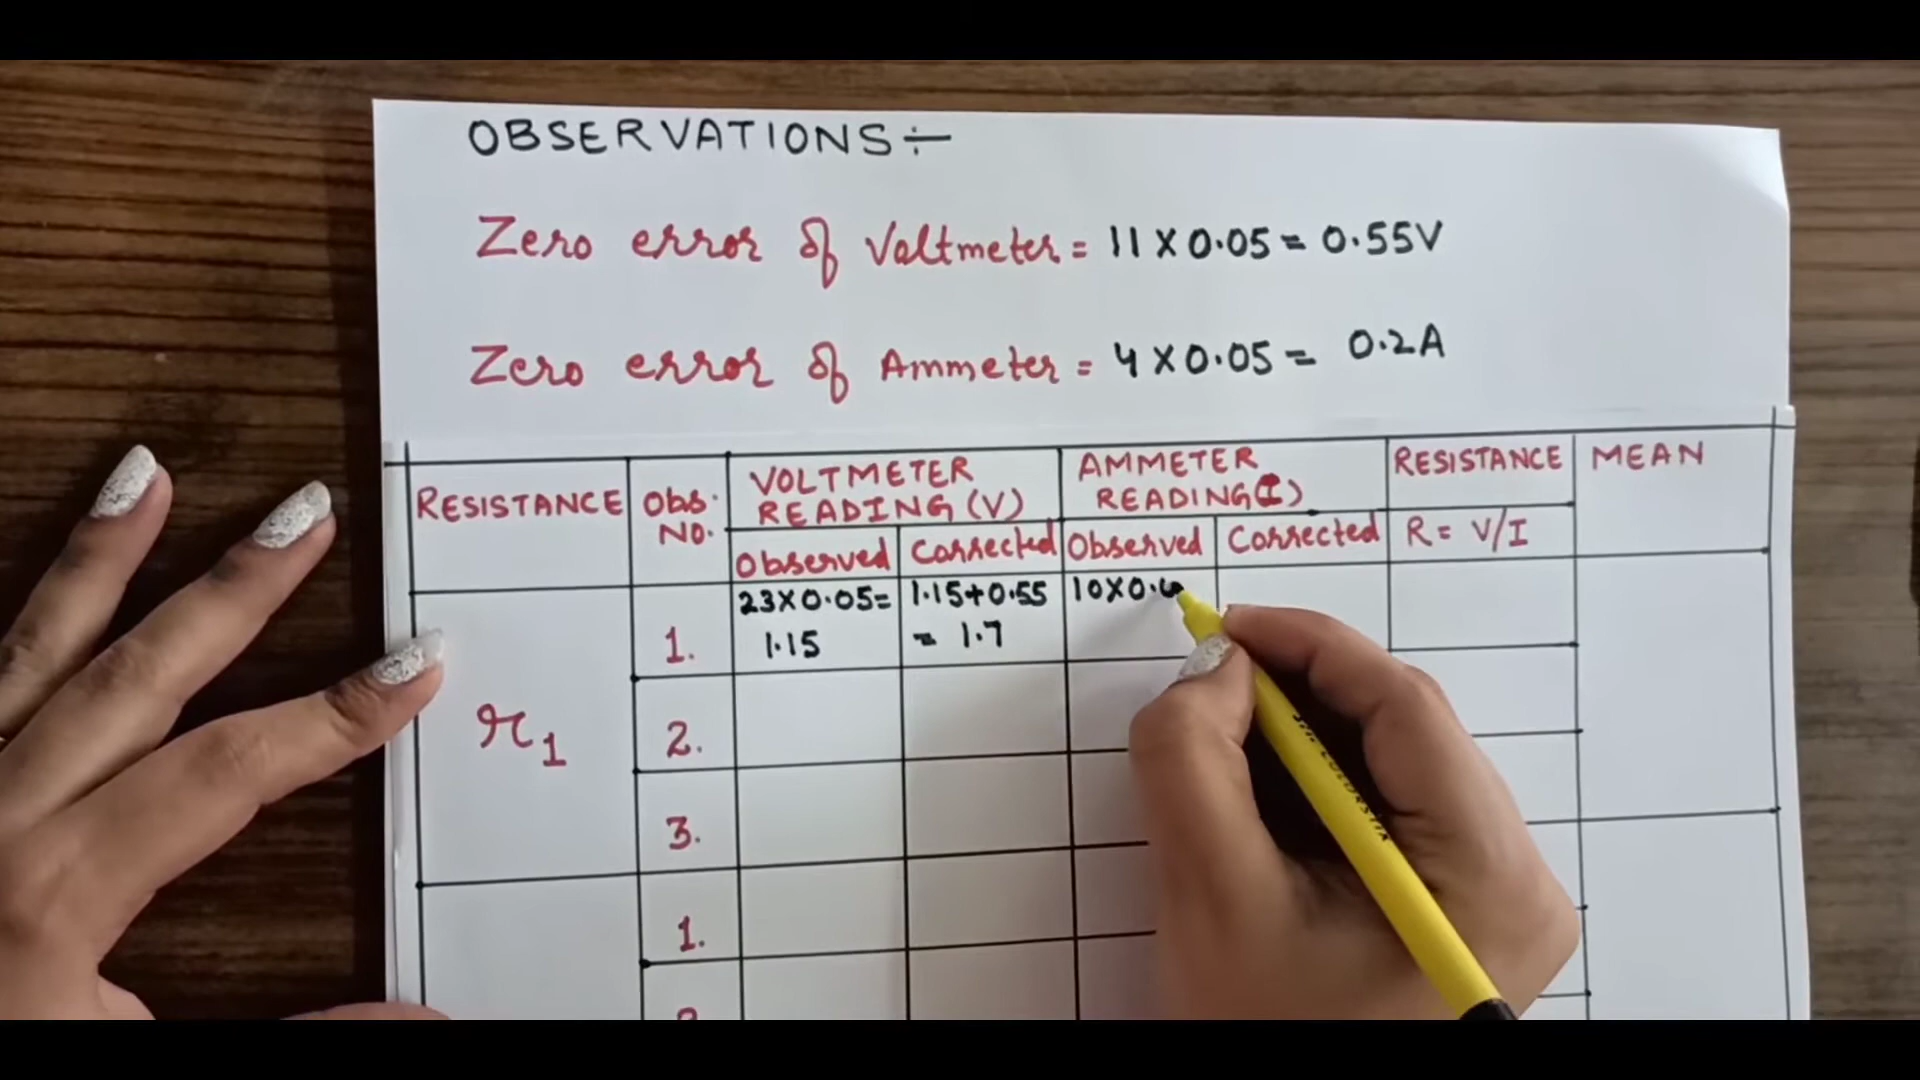 OBSERVATIONS÷
Zero error of Voltmeter = 11 X 0.05 = 0.55V
Zero error of Ammeter = 4 X 0.05 = 0.2A
RESISTANCE
Obs. NO.
VOLTMETER
READING (V)
AMMETER
READING(I)
RESISTANCE
MEAN
Observed
Corrected
Observed
Corrected
R = V/I
r1
1.
23X0.05=
1.15
1.15+0.55
= 1.7
10X0.
2.
3.
1.